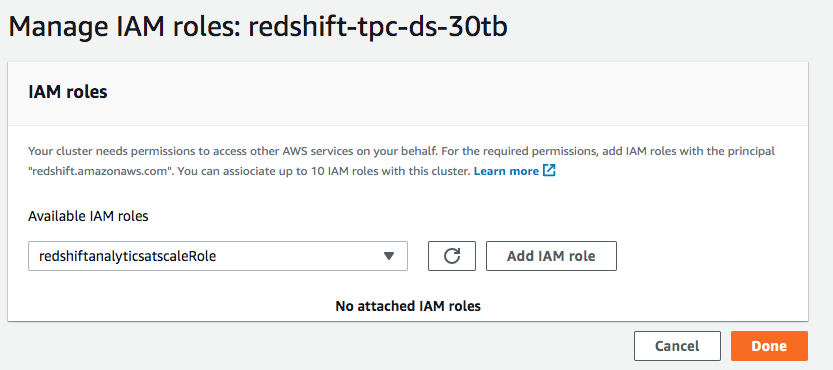 Manage IAM roles: redshift-tpc-ds-30tb
IAM roles
Your cluster needs permissions to access other AWS services on your behalf. For the required permissions, add IAM roles with the principal
"redshift.amazonaws.com". You can assiociate up to 10 IAM roles with this cluster. Learn more
Available IAM roles
redshiftanalyticsatscaleRole
Add IAM role
No attached IAM roles
Cancel
Done